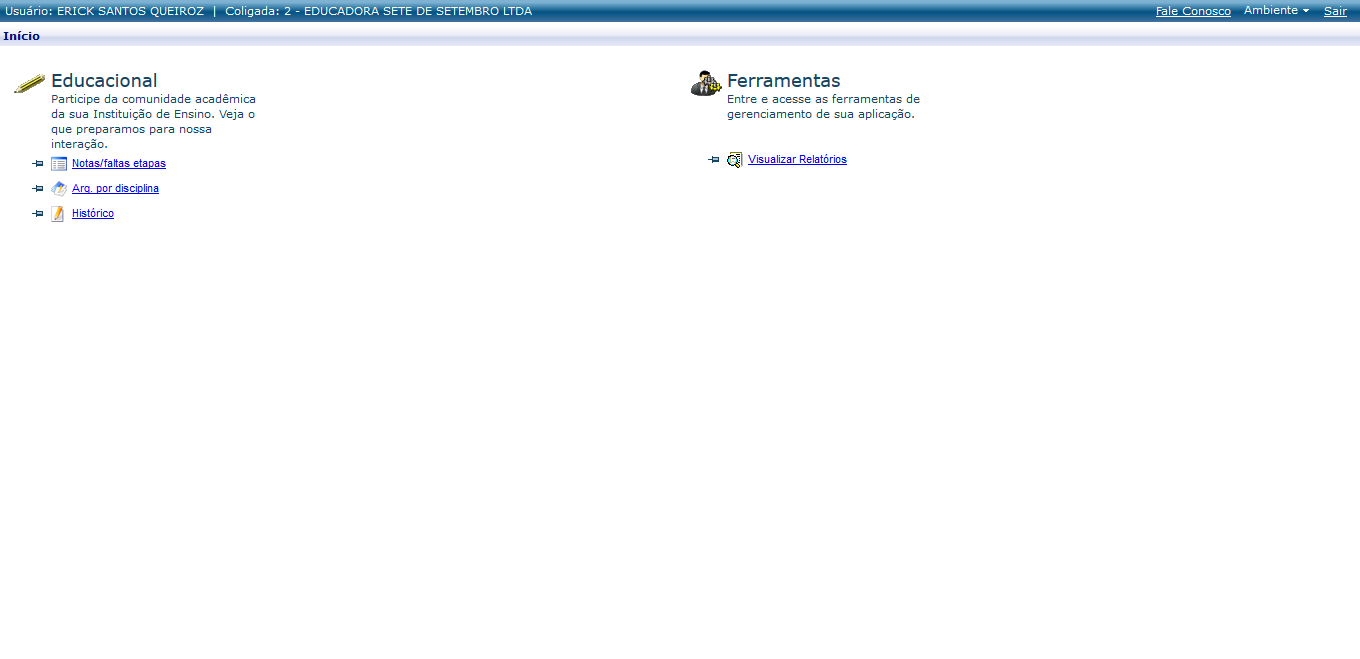 Usuário: ERICK SANTOS QUEIROZ | Coligada: 2 - EDUCADORA SETE DE SETEMBRO LTDA
Fale Conosco Ambiente Sair
Início
Educacional
Participe da comunidade acadêmica
da sua Instituição de Ensino. Veja o
que preparamos para nossa
interação.
Notas/faltas etapas
Arq. por disciplina
Histórico
Ferramentas
Entre e acesse as ferramentas de
gerenciamento de sua aplicação.
Visualizar Relatórios